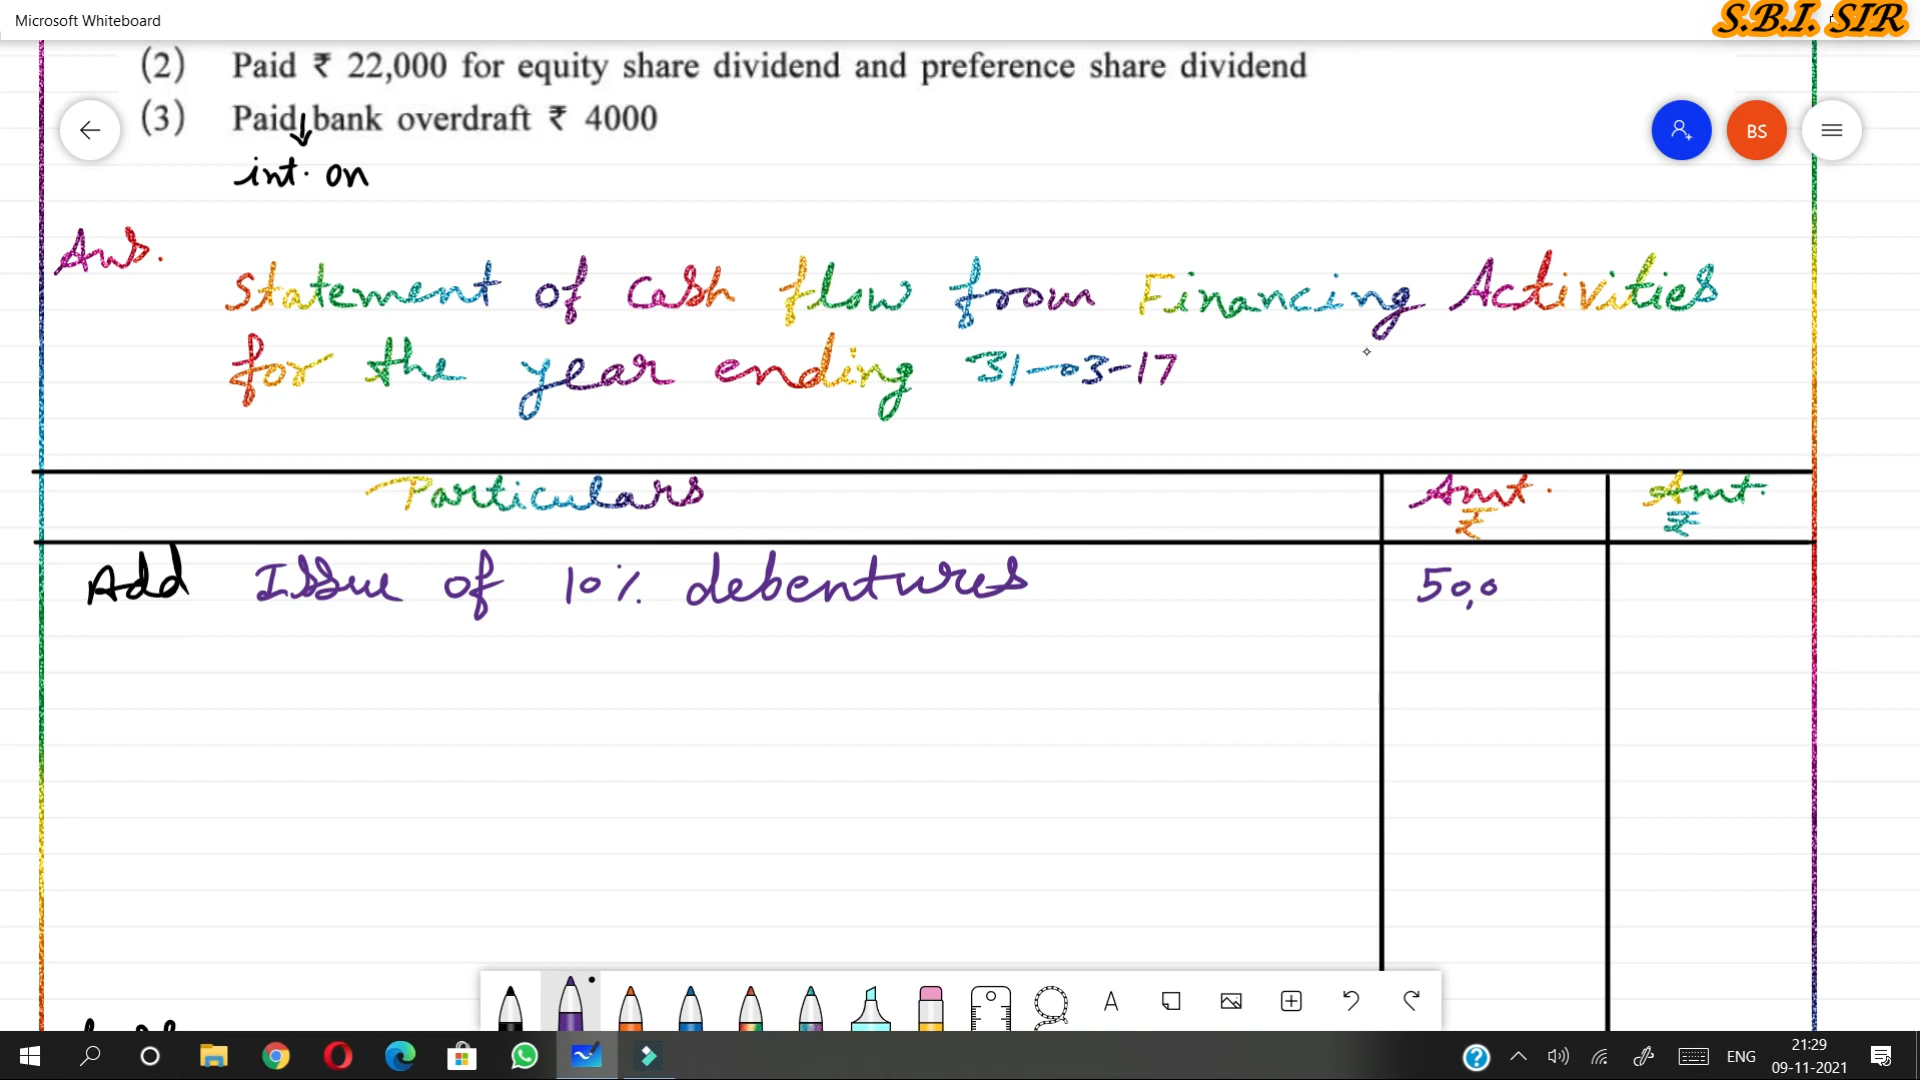 Microsoft Whiteboard
S.B.I. SIR
(2) Paid ₹ 22,000 for equity share dividend and preference share dividend
(3) Paid bank overdraft ₹ 4000
int. on
BS
Ans.
Statement of Cash flow from Financing Activities
for the year ending 31-03-17
Particulars Amt. Amt.
₹ ₹
Add Issue of 10% debentures 50,0
A
ENG
21:29
09-11-2021